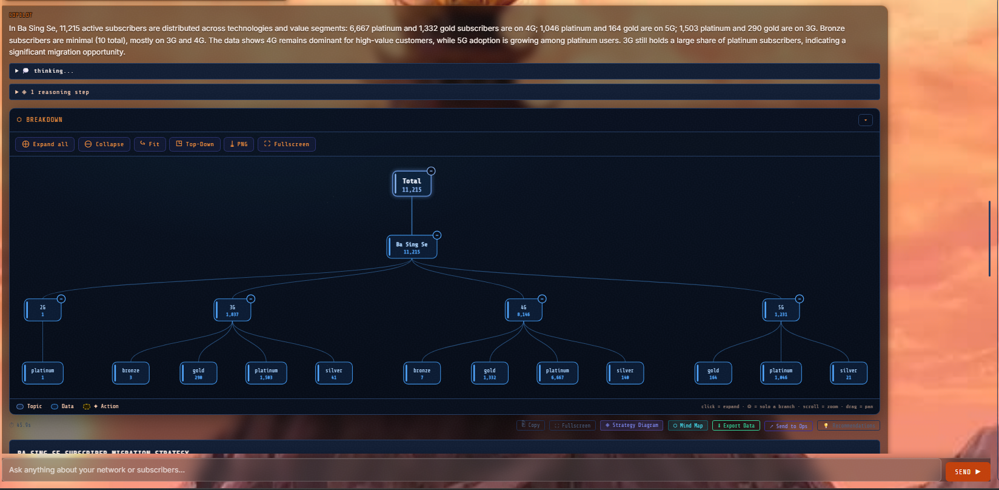 COPILOT
In Ba Sing Se, 11,215 active subscribers are distributed across technologies and value segments: 6,667 platinum and 1,332 gold subscribers are on 4G; 1,046 platinum and 164 gold are on 5G; 1,503 platinum and 290 gold are on 3G. Bronze
subscribers are minimal (10 total), mostly on 3G and 4G. The data shows 4G remains dominant for high-value customers, while 5G adoption is growing among platinum users. 3G still holds a large share of platinum subscribers, indicating a
significant migration opportunity.
thinking...
1 reasoning step
BREAKDOWN
Expand all Collapse Fit Top-Down PNG Fullscreen
Total
11,215
Ba Sing Se
11,215
2G 3G 4G 5G
1 1,837 8,146 1,231
platinum bronze gold platinum silver bronze gold platinum silver gold platinum silver
1 3 290 1,503 41 7 1,332 6,667 140 164 1,046 21
Topic Data Action click = expand · ◎ = solo a branch · scroll = zoom · drag = pan
45.0s Copy Fullscreen Strategy Diagram Mind Map Export Data Send to Ops Recommendations
BA SING SE SUBSCRIBER MIGRATION STRATEGY
Ask anything about your network or subscribers...
SEND